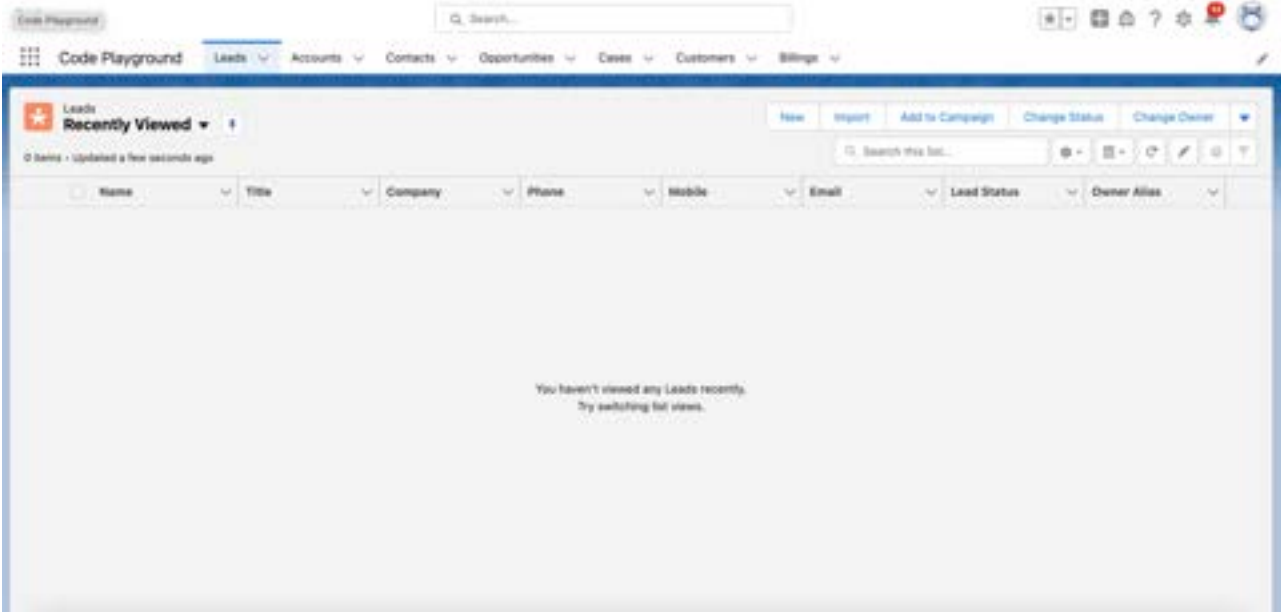 Code Playground
Search...
Code Playground Leads Accounts Contacts Opportunities Cases Customers Billings
Leads
Recently Viewed
New Import Add to Campaign Change Status Change Owner
0 items • Updated a few seconds ago
Search this list...
Name Title Company Phone Mobile Email Lead Status Owner Alias
You haven't viewed any Leads recently.
Try switching list views.